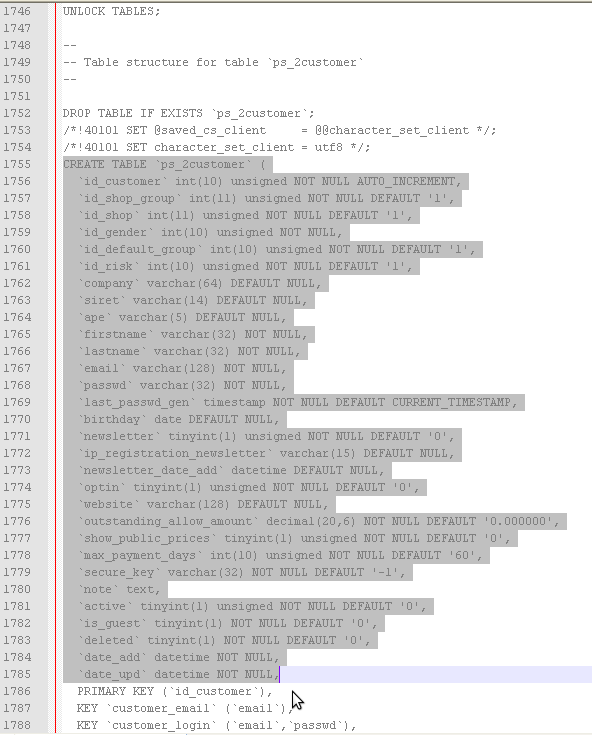 1746 UNLOCK TABLES;
1747
1748 --
1749 -- Table structure for table `ps_2customer`
1750 --
1751
1752 DROP TABLE IF EXISTS `ps_2customer`;
1753 /*!40101 SET @saved_cs_client     = @@character_set_client */;
1754 /*!40101 SET character_set_client = utf8 */;
1755 CREATE TABLE `ps_2customer` (
1756   `id_customer` int(10) unsigned NOT NULL AUTO_INCREMENT,
1757   `id_shop_group` int(11) unsigned NOT NULL DEFAULT '1',
1758   `id_shop` int(11) unsigned NOT NULL DEFAULT '1',
1759   `id_gender` int(10) unsigned NOT NULL,
1760   `id_default_group` int(10) unsigned NOT NULL DEFAULT '1',
1761   `id_risk` int(10) unsigned NOT NULL DEFAULT '1',
1762   `company` varchar(64) DEFAULT NULL,
1763   `siret` varchar(14) DEFAULT NULL,
1764   `ape` varchar(5) DEFAULT NULL,
1765   `firstname` varchar(32) NOT NULL,
1766   `lastname` varchar(32) NOT NULL,
1767   `email` varchar(128) NOT NULL,
1768   `passwd` varchar(32) NOT NULL,
1769   `last_passwd_gen` timestamp NOT NULL DEFAULT CURRENT_TIMESTAMP,
1770   `birthday` date DEFAULT NULL,
1771   `newsletter` tinyint(1) unsigned NOT NULL DEFAULT '0',
1772   `ip_registration_newsletter` varchar(15) DEFAULT NULL,
1773   `newsletter_date_add` datetime DEFAULT NULL,
1774   `optin` tinyint(1) unsigned NOT NULL DEFAULT '0',
1775   `website` varchar(128) DEFAULT NULL,
1776   `outstanding_allow_amount` decimal(20,6) NOT NULL DEFAULT '0.000000',
1777   `show_public_prices` tinyint(1) unsigned NOT NULL DEFAULT '0',
1778   `max_payment_days` int(10) unsigned NOT NULL DEFAULT '60',
1779   `secure_key` varchar(32) NOT NULL DEFAULT '-1',
1780   `note` text,
1781   `active` tinyint(1) unsigned NOT NULL DEFAULT '0',
1782   `is_guest` tinyint(1) NOT NULL DEFAULT '0',
1783   `deleted` tinyint(1) NOT NULL DEFAULT '0',
1784   `date_add` datetime NOT NULL,
1785   `date_upd` datetime NOT NULL,
1786   PRIMARY KEY (`id_customer`),
1787   KEY `customer_email` (`email`),
1788   KEY `customer_login` (`email`,`passwd`),